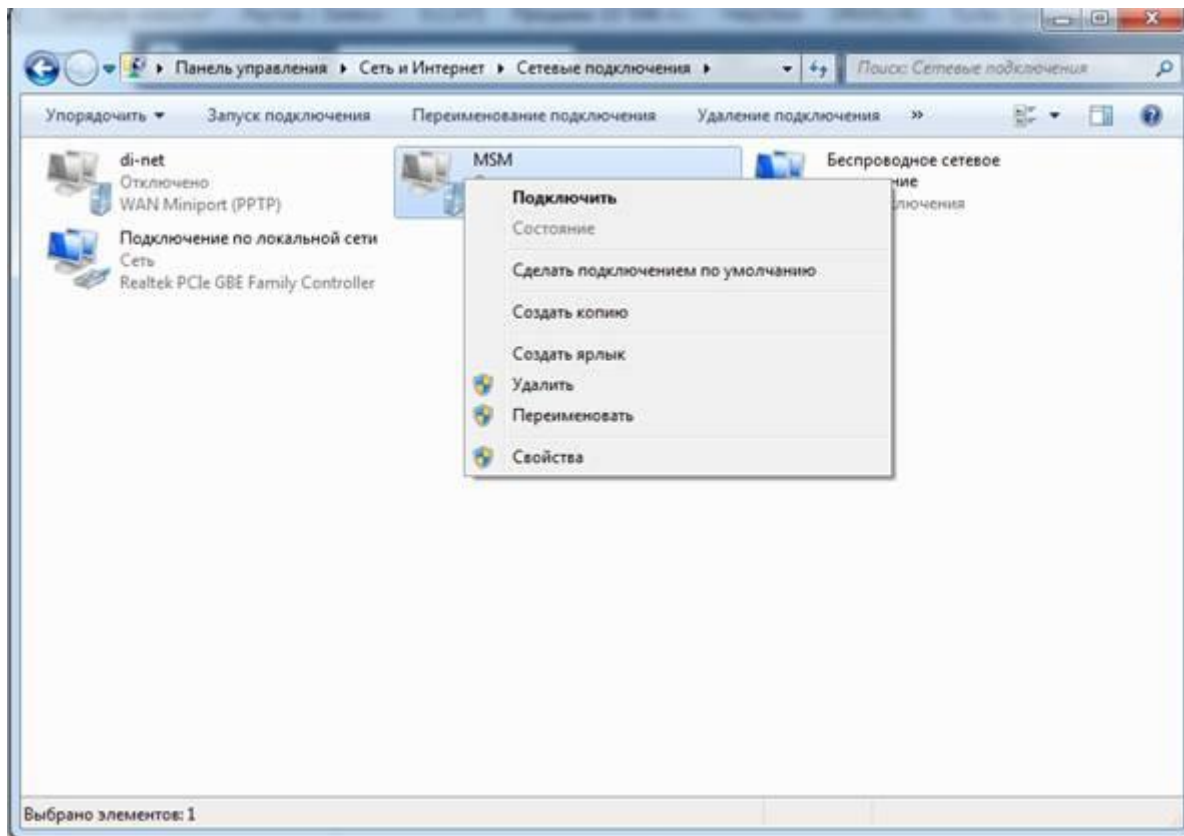 Панель управления ▸ Сеть и Интернет ▸ Сетевые подключения ▸
Поиск: Сетевые подключения
Упорядочить
Запуск подключения
Переименование подключения
Удаление подключения
»
di-net
Отключено
WAN Miniport (PPTP)
MSM
Беспроводное сетевое
Подключение по локальной сети
Сеть
Realtek PCIe GBE Family Controller
Подключить
Состояние
Сделать подключением по умолчанию
Создать копию
Создать ярлык
Удалить
Переименовать
Свойства
Выбрано элементов: 1